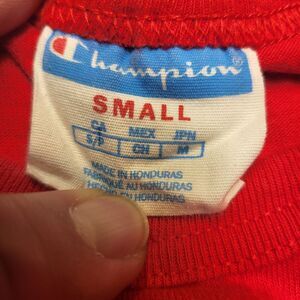 Champion
SMALL
CA MEX JPN
S/P CH M
MADE IN HONDURAS
FABRIQUÉ AU HONDURAS
HECHO EN HONDURAS